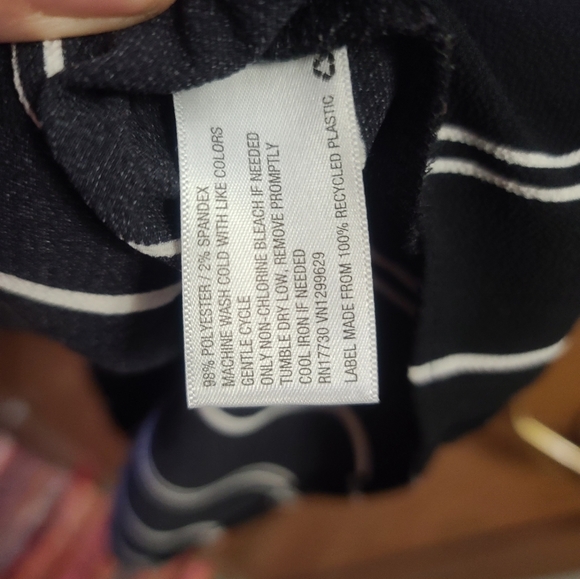 98% POLYESTER / 2% SPANDEX
MACHINE WASH COLD WITH LIKE COLORS
GENTLE CYCLE
ONLY NON-CHLORINE BLEACH IF NEEDED
TUMBLE DRY LOW, REMOVE PROMPTLY
COOL IRON IF NEEDED
RN17730 VN1299629
LABEL MADE FROM 100% RECYCLED PLASTIC